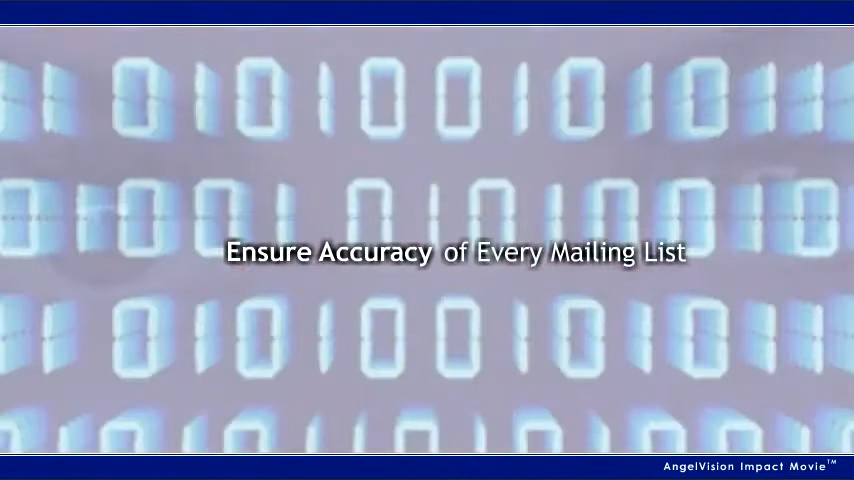 Ensure Accuracy of Every Mailing List
AngelVision Impact Movie™